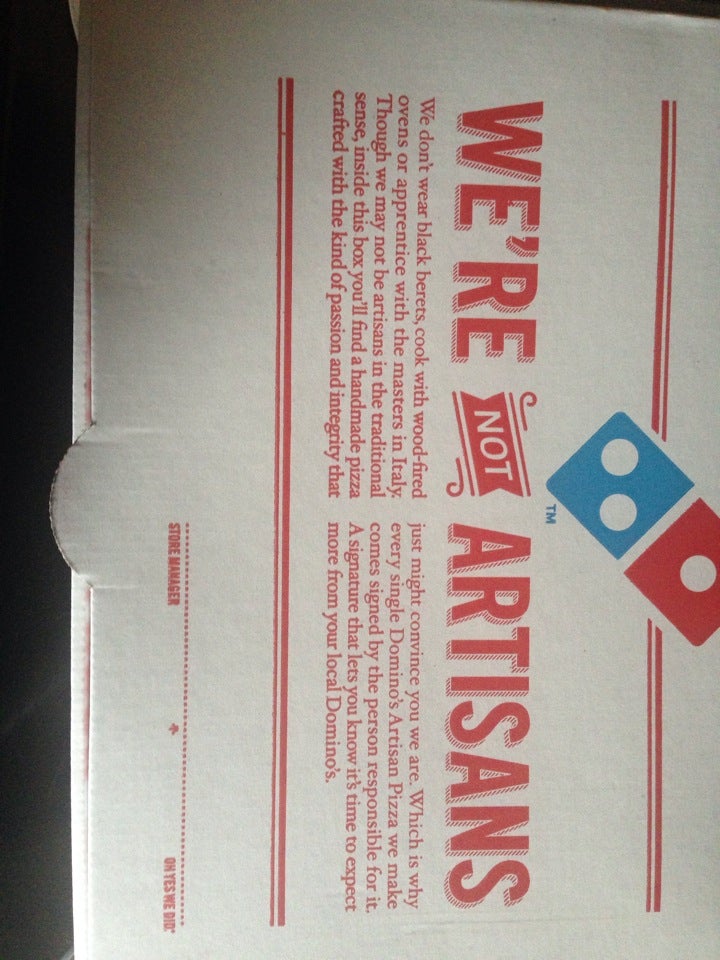 WE'RE NOT ARTISANS
TM
We don't wear black berets, cook with wood-fired
ovens or apprentice with the masters in Italy.
Though we may not be artisans in the traditional
sense, inside this box you'll find a handmade pizza
crafted with the kind of passion and integrity that
just might convince you we are. Which is why
every single Domino's Artisan Pizza we make
comes signed by the person responsible for it.
A signature that lets you know it's time to expect
more from your local Domino's.
STORE MANAGER
OH YES WE DID.®